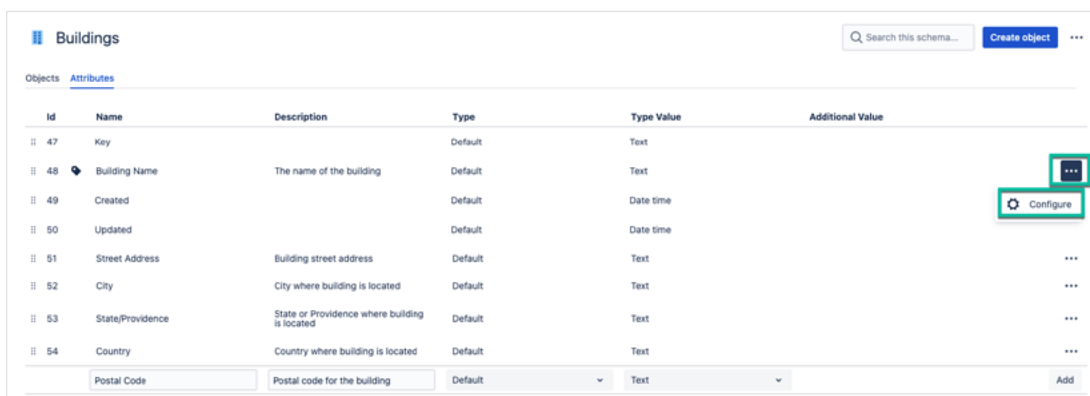 Buildings
Search this schema...
Create object
Objects Attributes
Id Name Description Type Type Value Additional Value
47 Key Default Text
48 Building Name The name of the building Default Text
Configure
49 Created Default Date time
50 Updated Default Date time
51 Street Address Building street address Default Text
52 City City where building is located Default Text
53 State/Providence State or Providence where building Default Text
is located
54 Country Country where building is located Default Text
Postal Code Postal code for the building Default Text Add